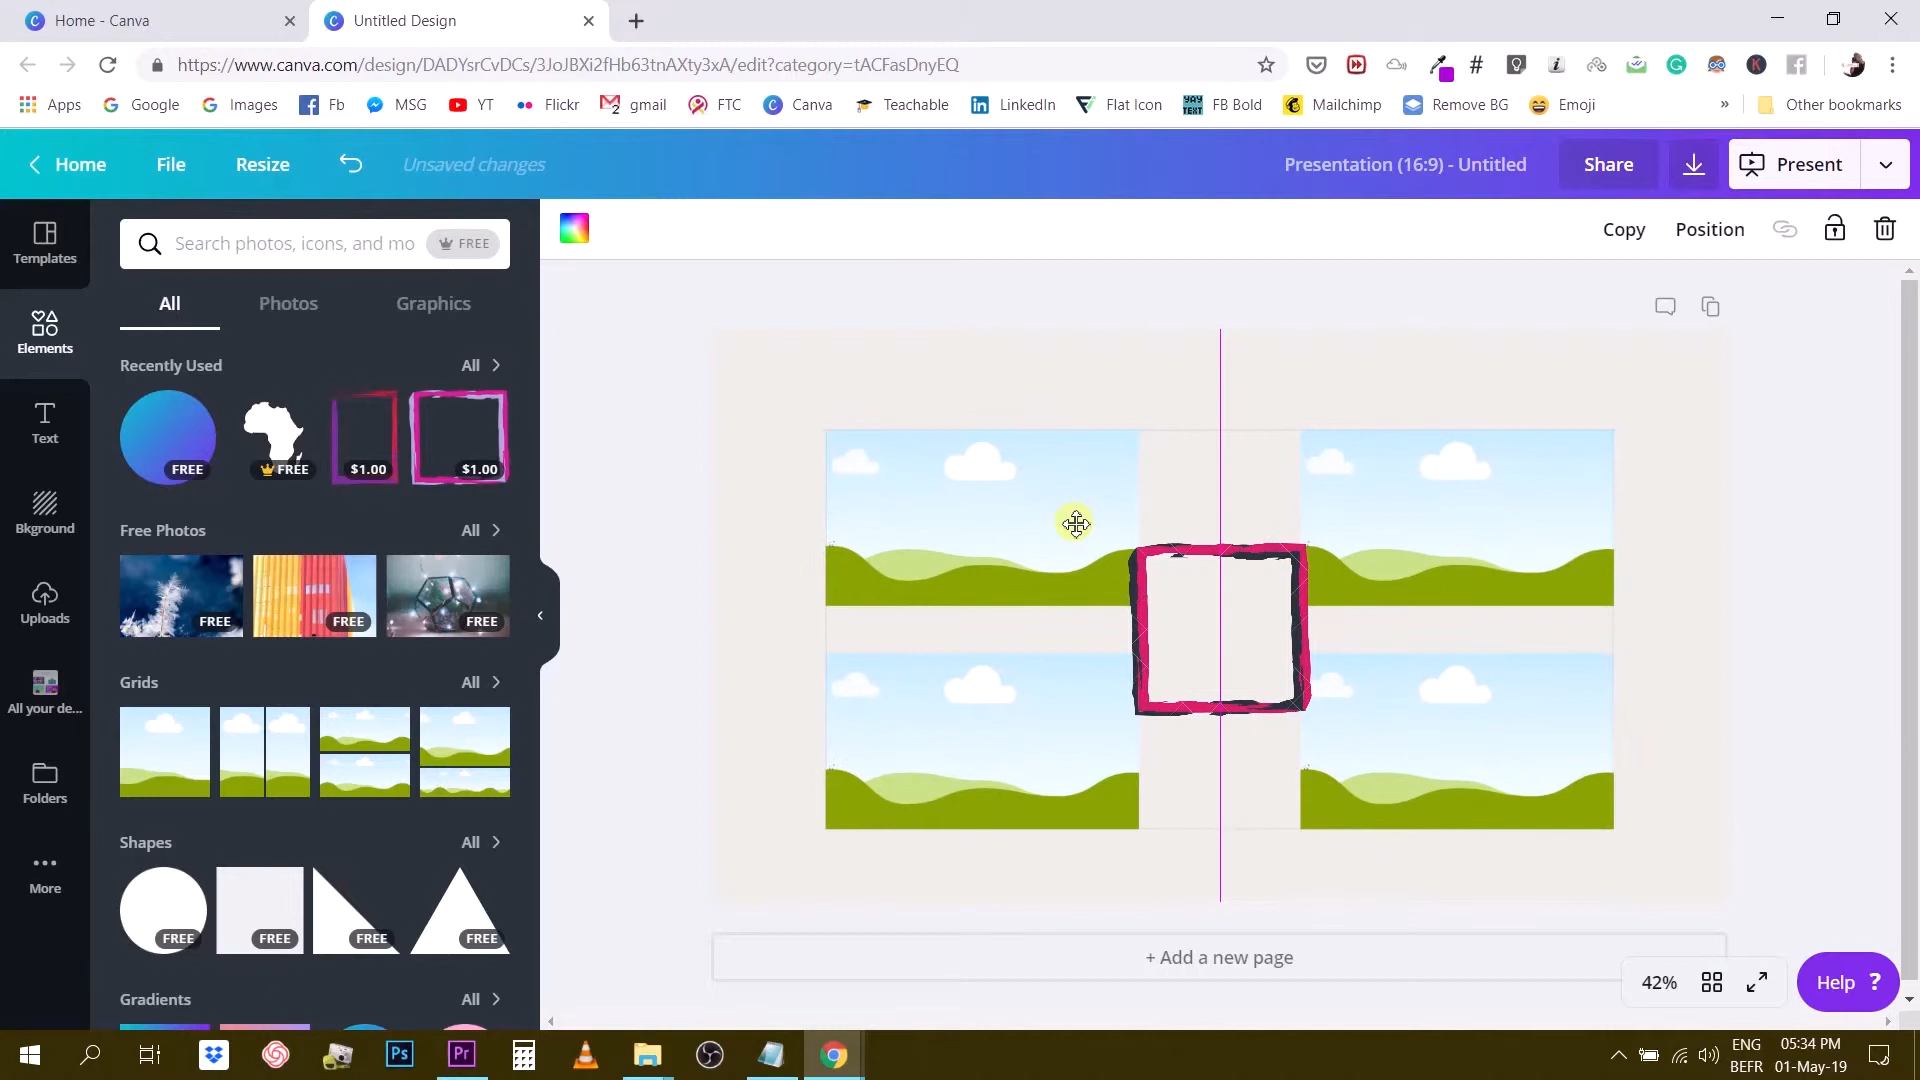 Home - Canva
Untitled Design
https://www.canva.com/design/DADYsrCvDCs/3JoJBXi2fHb63tnAXty3xA/edit?category=tACFasDnyEQ
Apps
Google
Images
Fb
MSG
YT
Flickr
gmail
FTC
Canva
Teachable
LinkedIn
Flat Icon
FB Bold
Mailchimp
Remove BG
Emoji
»
Other bookmarks
Home
File
Resize
Unsaved changes
Presentation (16:9) - Untitled
Share
Present
Copy
Position
Templates
Elements
Text
Bkground
Uploads
All your de...
Folders
More
Search photos, icons, and mo
FREE
All
Photos
Graphics
Recently Used
All
FREE
FREE
$1.00
$1.00
Free Photos
All
FREE
FREE
FREE
Grids
All
Shapes
All
FREE
FREE
FREE
FREE
Gradients
All
+ Add a new page
42%
Help ?
Ps
Pr
ENG
BEFR
05:34 PM
01-May-19